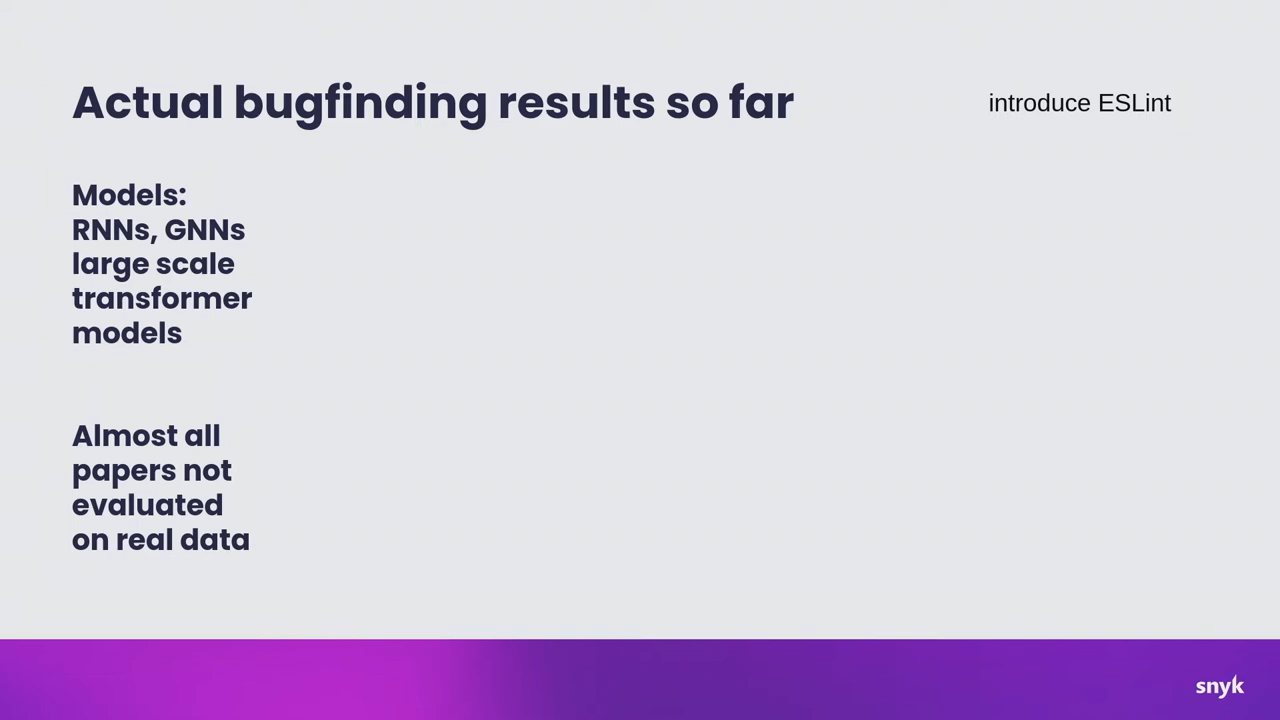 Actual bugfinding results so far
introduce ESLint
Models:
RNNs, GNNs
large scale
transformer
models
Almost all
papers not
evaluated
on real data
snyk